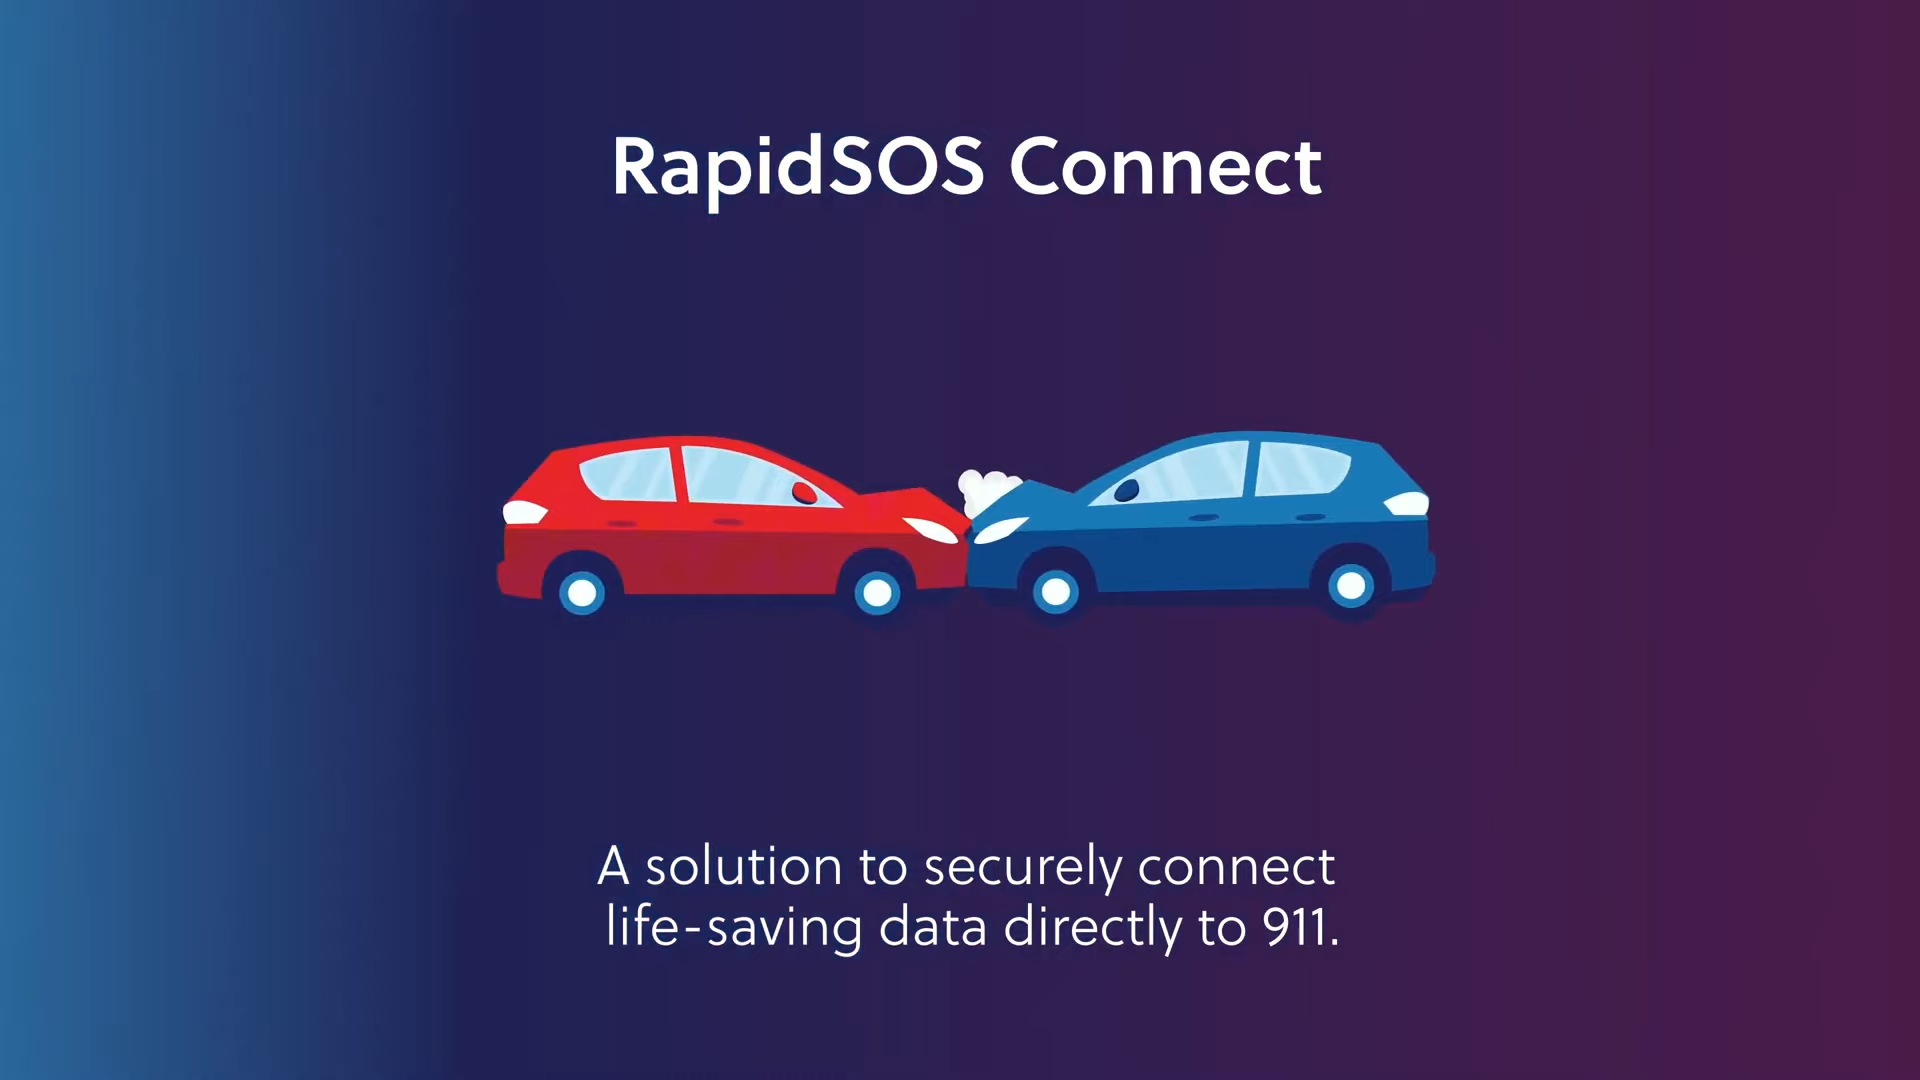 RapidSOS Connect
A solution to securely connect
life-saving data directly to 911.